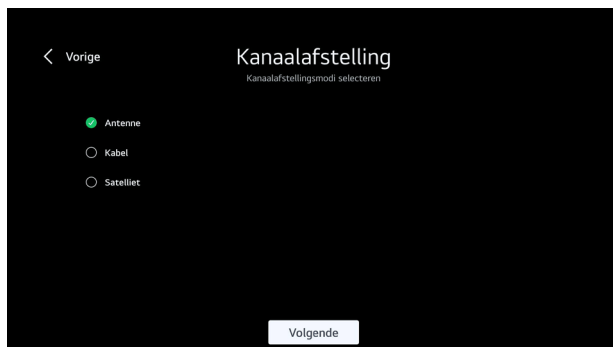 Vorige
Kanaalafstelling
Kanaalafstellingsmodi selecteren
Antenne
Kabel
Satelliet
Volgende